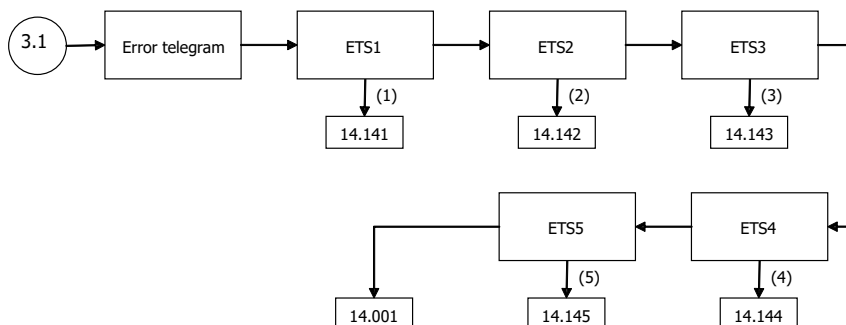 3.1
Error telegram
ETS1
ETS2
ETS3
(1)
(2)
(3)
14.141
14.142
14.143
ETS5
ETS4
(5)
(4)
14.001
14.145
14.144